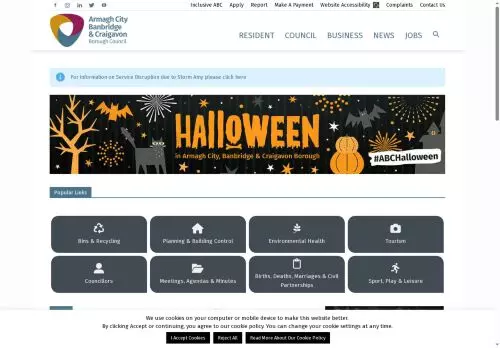 Inclusive ABC Apply Report Make A Payment Website Accessibility Complaints Contact Us
Armagh City
Banbridge
& Craigavon
Borough Council
RESIDENT COUNCIL BUSINESS NEWS JOBS
For information on Service Disruption due to Storm Amy please click here
HALLOWEEN
in Armagh City, Banbridge & Craigavon Borough
#ABCHalloween
Popular Links
Bins & Recycling Planning & Building Control Environmental Health Tourism
Councillors Meetings, Agendas & Minutes Births, Deaths, Marriages & Civil
Partnerships Sport, Play & Leisure
We use cookies on your computer or mobile device to make this website better.
By clicking Accept or continuing, you agree to our cookie policy. You can change your cookie settings at any time.
I Accept Cookies Reject All Read More About Our Cookie Policy